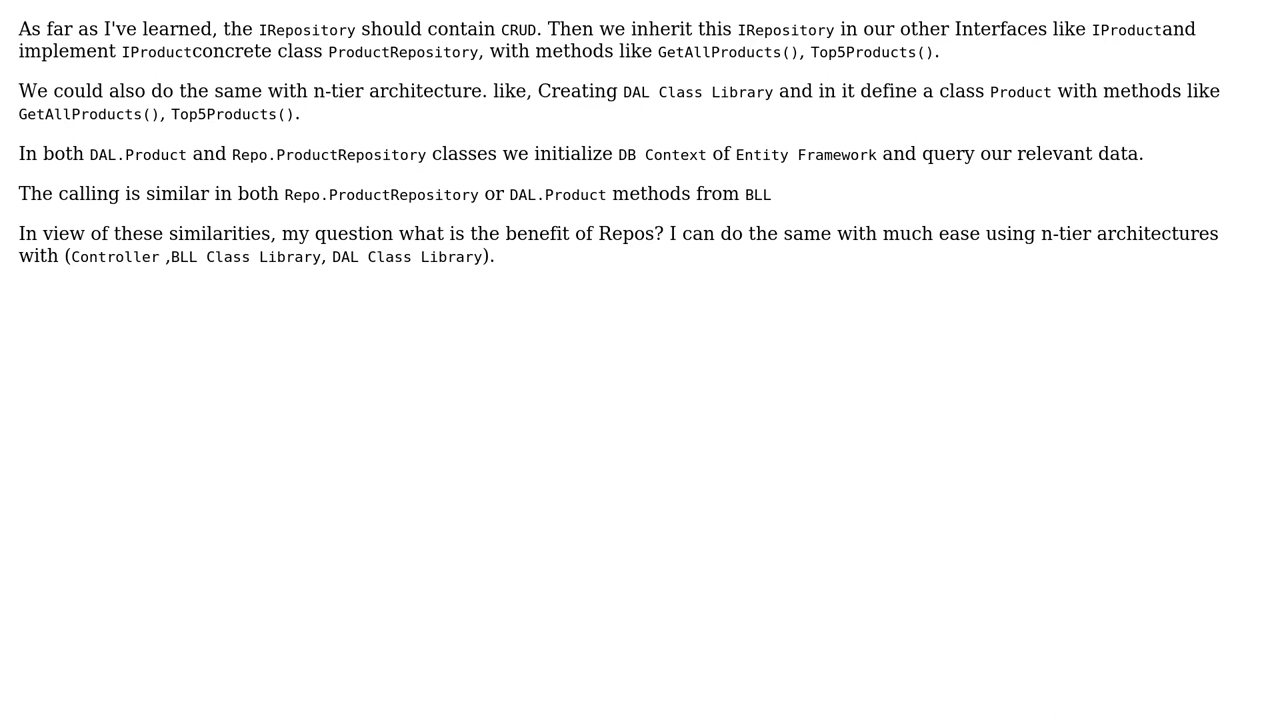 As far as I've learned, the IRepository should contain CRUD. Then we inherit this IRepository in our other Interfaces like IProductand
implement IProductconcrete class ProductRepository, with methods like GetAllProducts(), Top5Products().
We could also do the same with n-tier architecture. like, Creating DAL Class Library and in it define a class Product with methods like
GetAllProducts(), Top5Products().
In both DAL.Product and Repo.ProductRepository classes we initialize DB Context of Entity Framework and query our relevant data.
The calling is similar in both Repo.ProductRepository or DAL.Product methods from BLL
In view of these similarities, my question what is the benefit of Repos? I can do the same with much ease using n-tier architectures
with (Controller ,BLL Class Library, DAL Class Library).